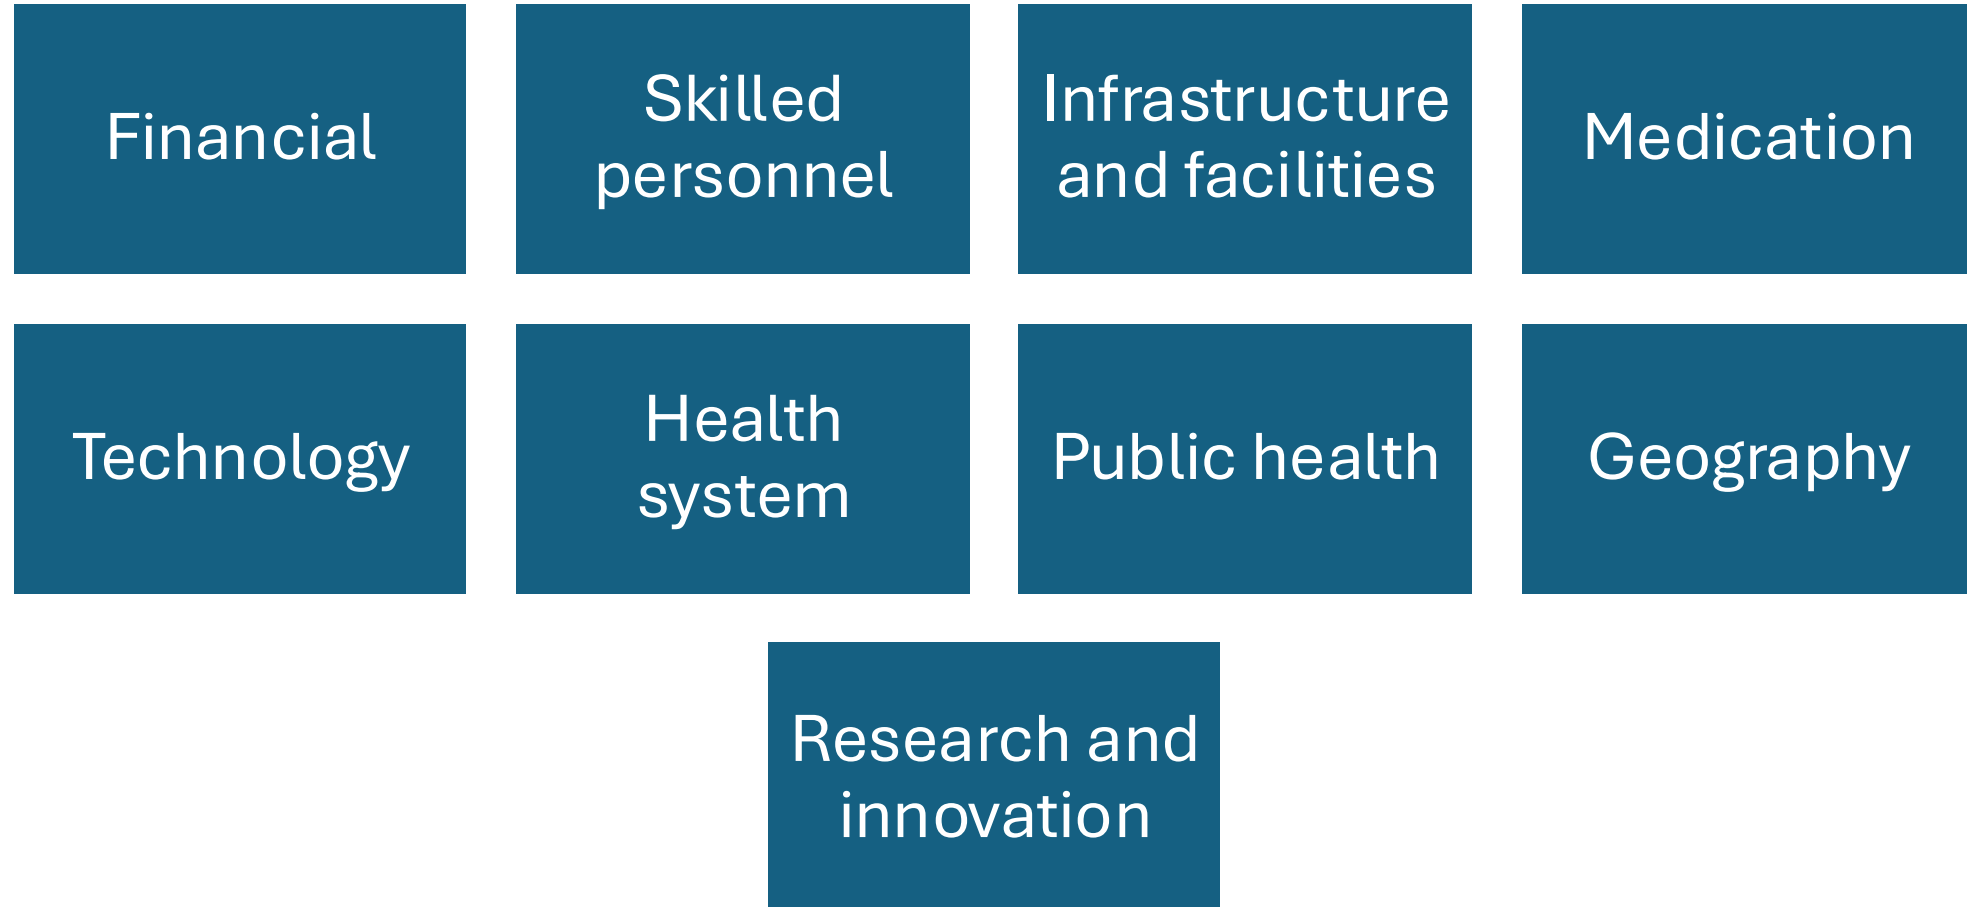 Financial
Skilled
personnel
Infrastructure
and facilities
Medication
Technology
Health
system
Public health
Geography
Research and
innovation